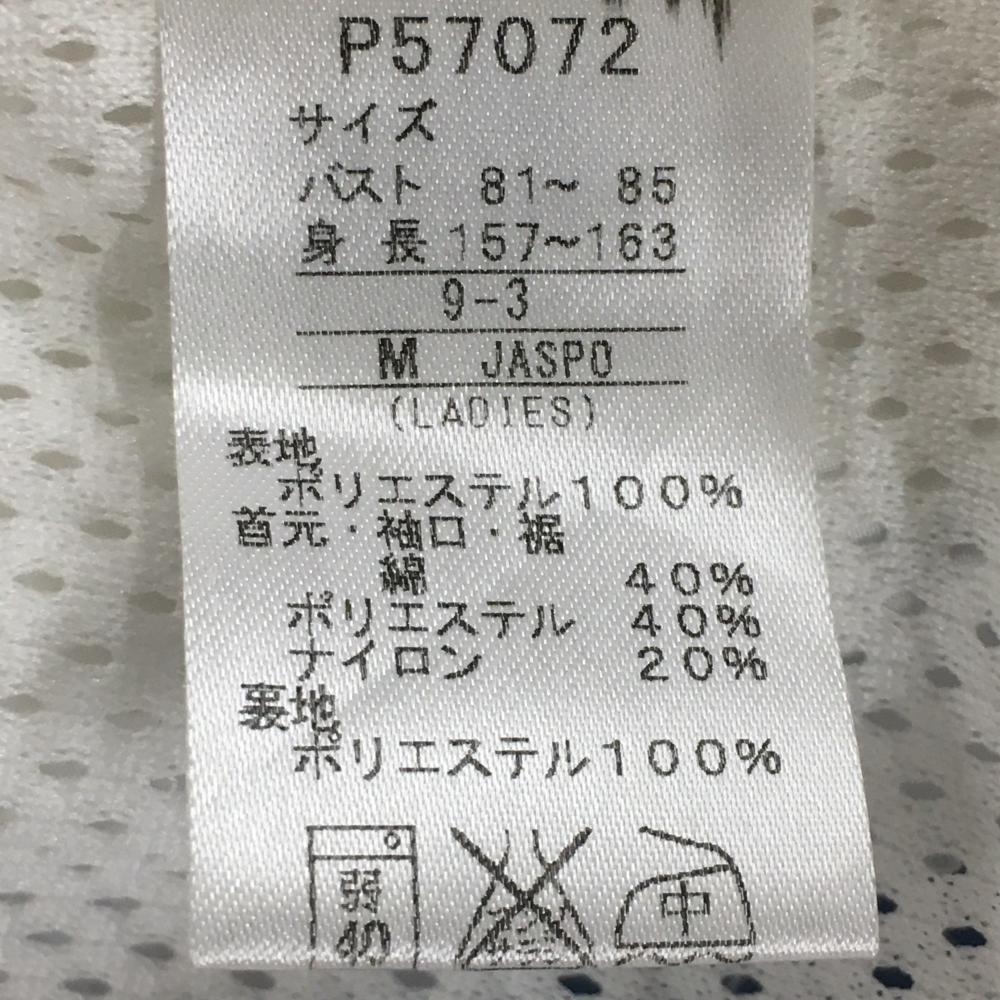 P57072
サイズ
バスト 81~ 85
身 長 157~163
9-3
M JASPO
(LADIES)
表地
ポリエステル100%
首元・袖口・裾
綿 40%
ポリエステル 40%
ナイロン 20%
裏地
ポリエステル100%
弱 中
40